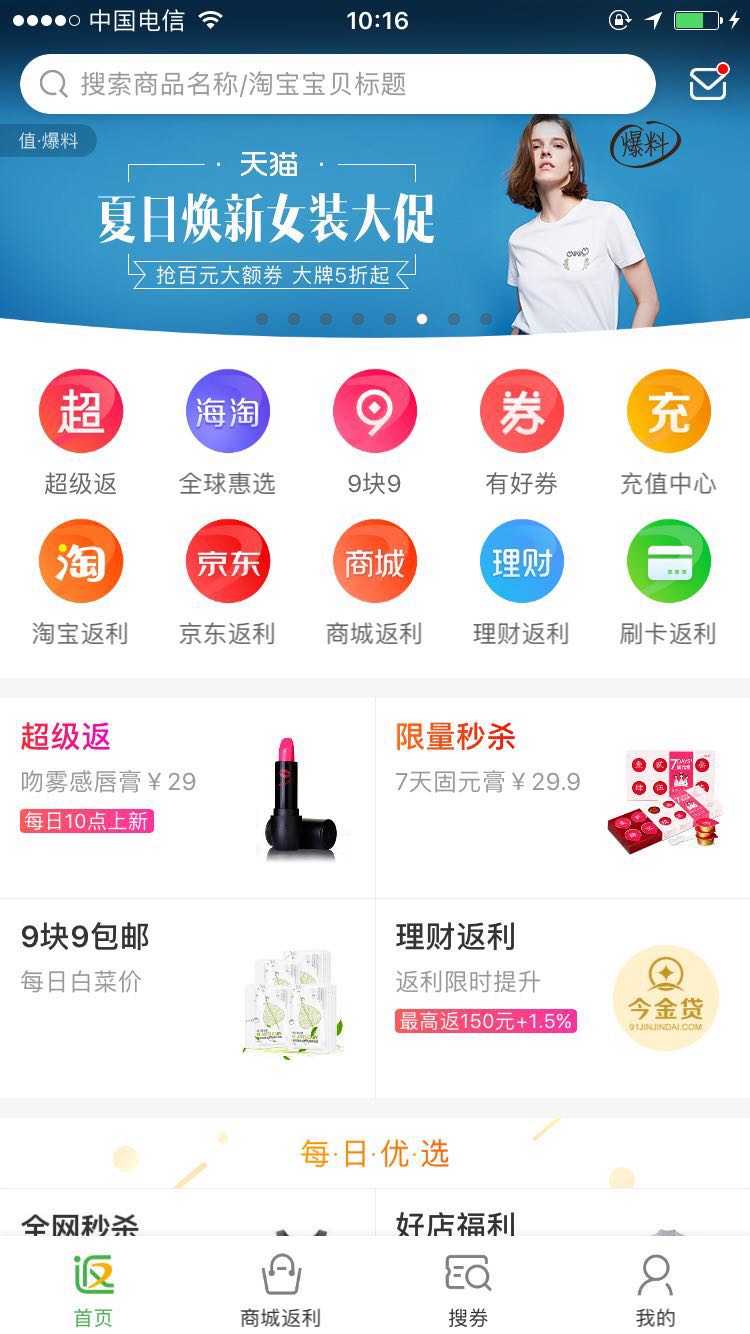 中国电信
10:16
搜索商品名称/淘宝宝贝标题
值·爆料
爆料
天猫
夏日焕新女装大促
抢百元大额券 大牌5折起
超 海淘 9 券 充
超级返 全球惠选 9块9 有好券 充值中心
淘 京东 商城 理财
淘宝返利 京东返利 商城返利 理财返利 刷卡返利
超级返
吻雾感唇膏 ¥ 29
每日10点上新
限量秒杀
7天固元膏 ¥ 29.9
7DAYS
9块9包邮
每日白菜价
理财返利
返利限时提升
最高返150元+1.5%
今金贷
91JINJINDAI.COM
每·日·优·选
全网秒杀
好店福利
返
首页 商城返利 搜券 我的